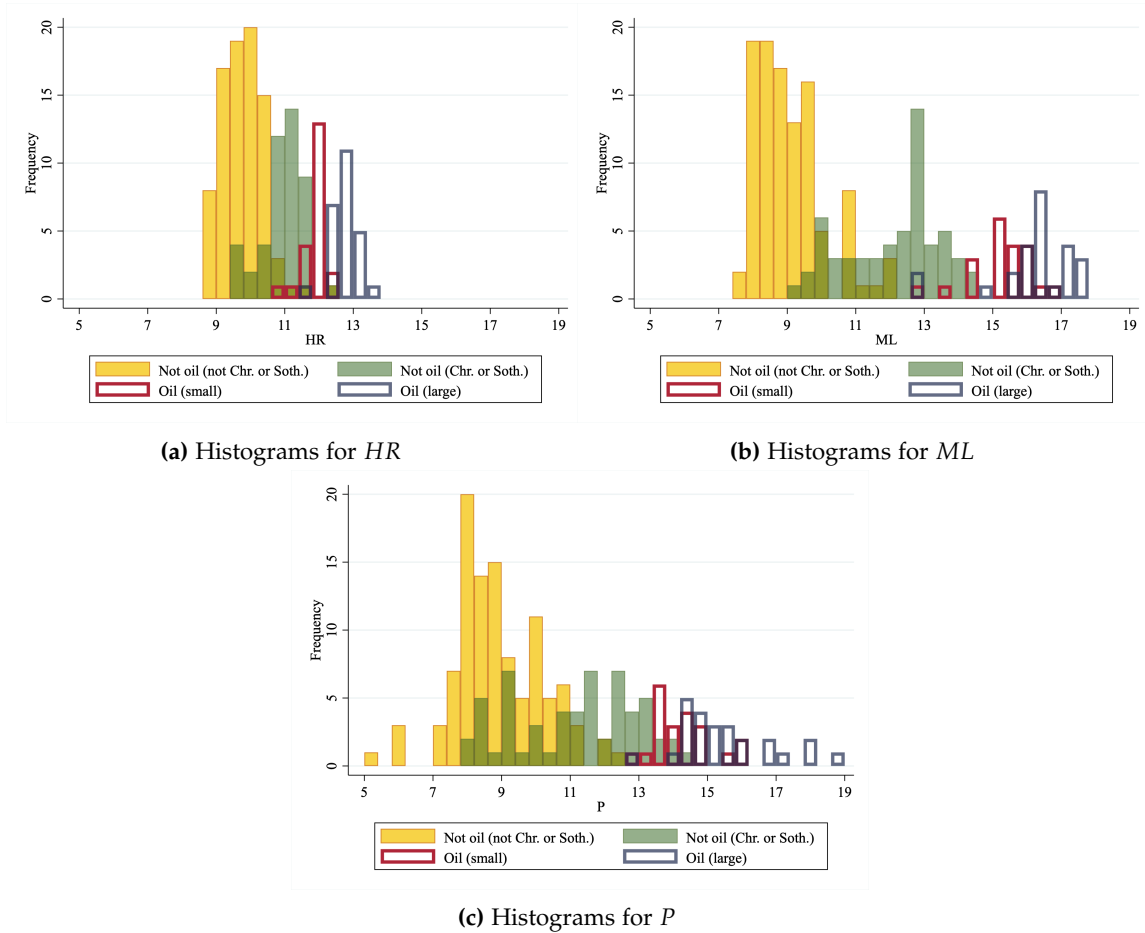 20
15
10
5
0
Frequency
5 7 9 11 13 15 17 19
HR
Not oil (not Chr. or Soth.) Not oil (Chr. or Soth.)
Oil (small) Oil (large)
(a) Histograms for HR
20
15
10
5
0
Frequency
5 7 9 11 13 15 17 19
ML
Not oil (not Chr. or Soth.) Not oil (Chr. or Soth.)
Oil (small) Oil (large)
(b) Histograms for ML
20
15
10
5
0
Frequency
5 7 9 11 13 15 17 19
P
Not oil (not Chr. or Soth.) Not oil (Chr. or Soth.)
Oil (small) Oil (large)
(c) Histograms for P